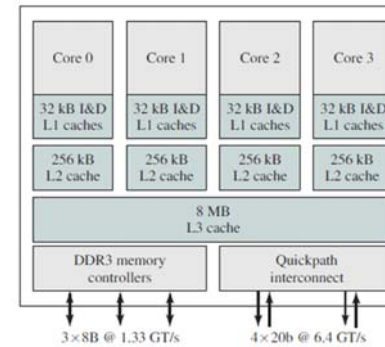 Core 0
Core 1
Core 2
Core 3
32 kB I&D
L1 caches
32 kB I&D
L1 caches
32 kB I&D
L1 caches
32 kB I&D
L1 caches
256 kB
L2 cache
256 kB
L2 cache
256 kB
L2 cache
256 kB
L2 cache
8 MB
L3 cache
DDR3 memory
controllers
Quickpath
interconnect
3×8B @ 1.33 GT/s
4×20b @ 6.4 GT/s